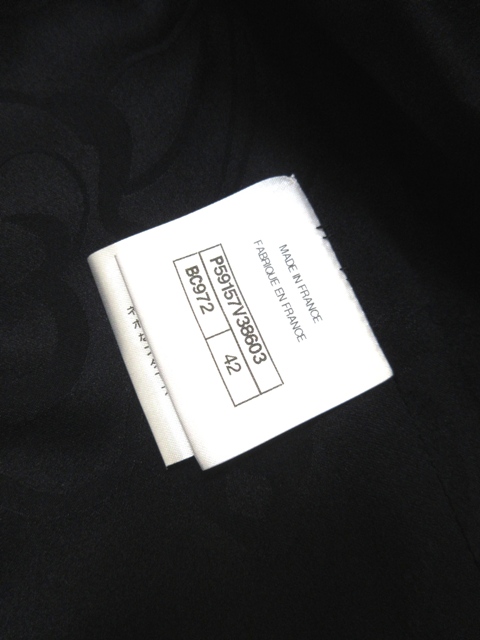 MADE IN FRANCE
FABRIQUE EN FRANCE
P59157V38603
BC972 42